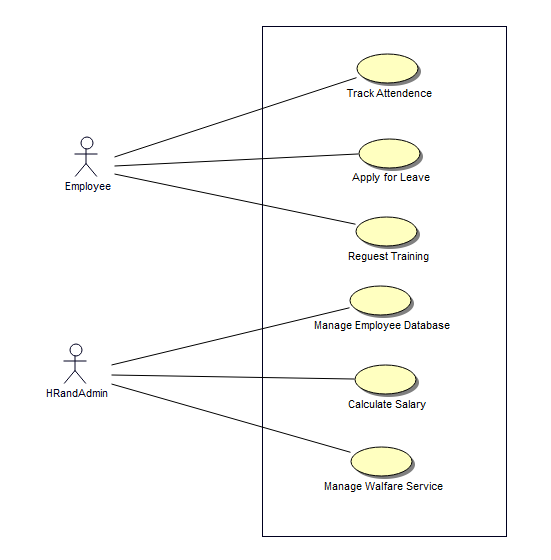 Track Attendence
Apply for Leave
Employee
Reguest Training
Manage Employee Database
HRandAdmin
Calculate Salary
Manage Walfare Service